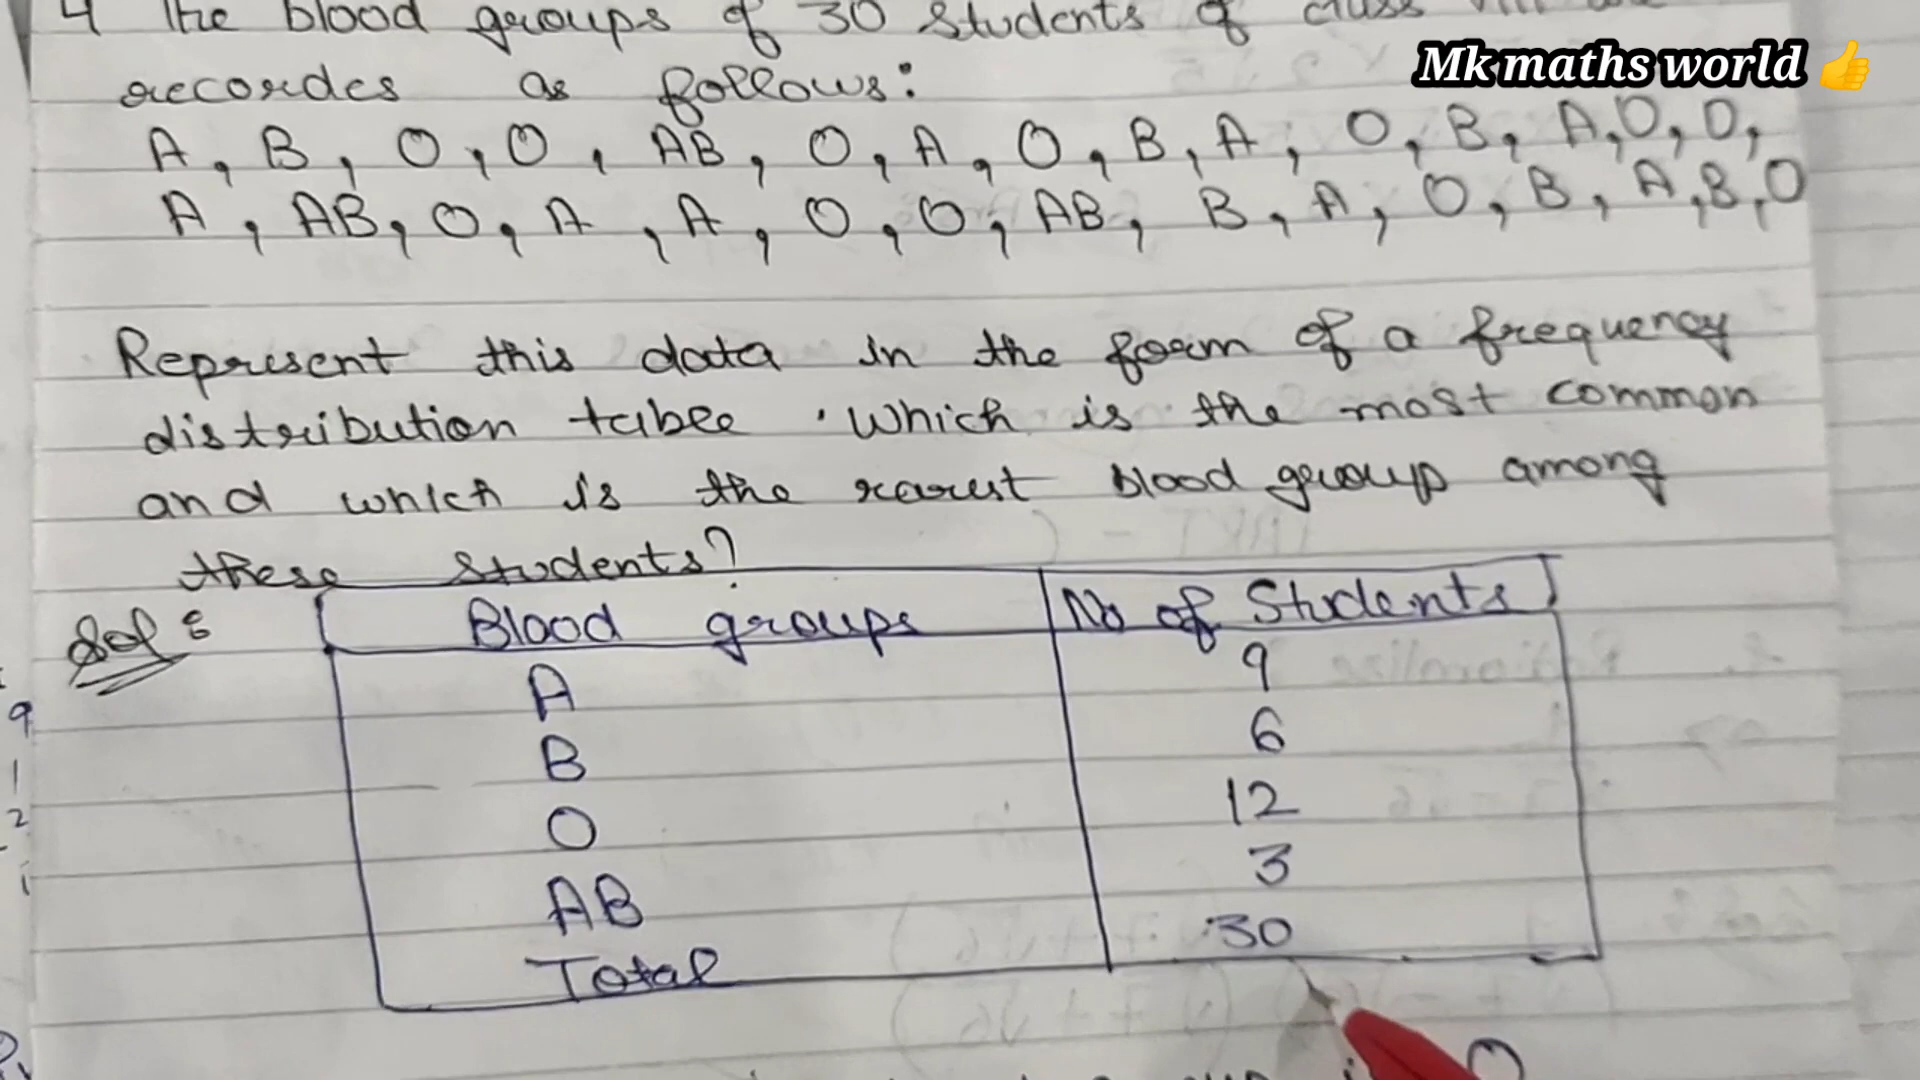 4 The blood groups of 30 students of class VIII are
recordes as follows:
A, B, O, O, AB, O, A, O, B, A, O, B, A, O, O,
A, AB, O, A, A, O, O, AB, B, A, O, B, A, B, O
Represent this data in the form of a frequency
distribution table. Which is the most common
and which is the rarest blood group among
these students?
Sol:
Blood groups No of Students
A 9
B 6
O 12
AB 3
Total 30
Mk maths world 👍